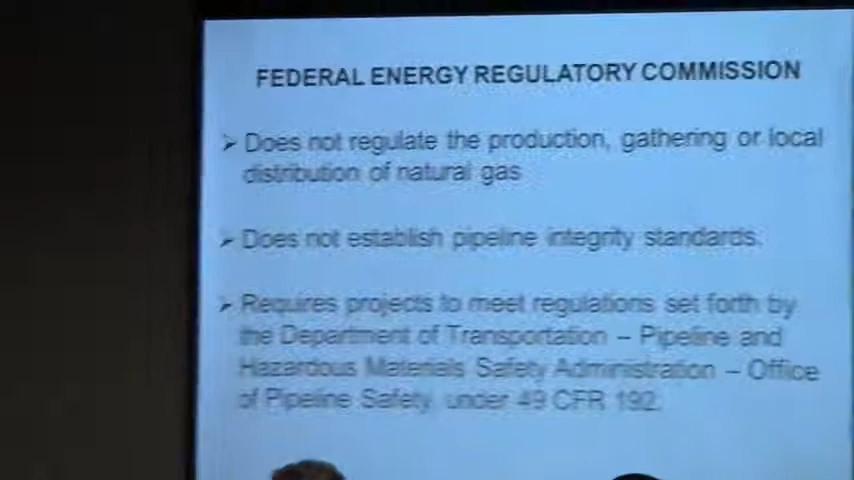 FEDERAL ENERGY REGULATORY COMMISSION
➢ Does not regulate the production, gathering or local
distribution of natural gas
➢ Does not establish pipeline integrity standards.
➢ Requires projects to meet regulations set forth by
the Department of Transportation – Pipeline and
Hazardous Materials Safety Administration – Office
of Pipeline Safety, under 49 CFR 192.